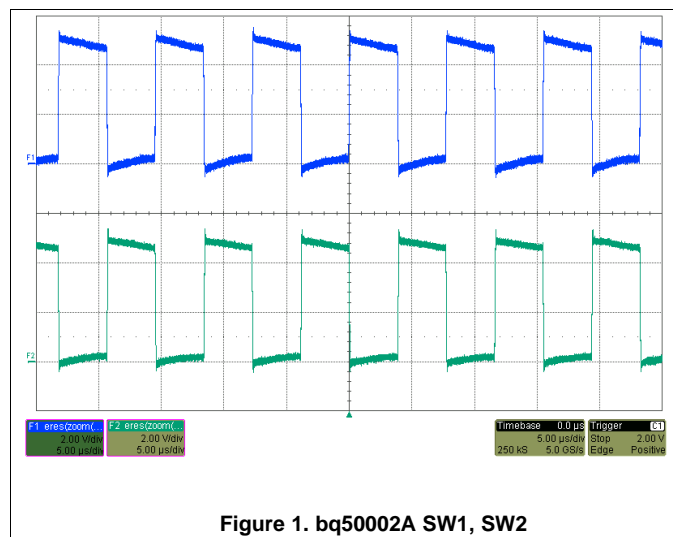 F1
F2
F1 eres(zoom(...
2.00 V/div
5.00 µs/div
F2 eres(zoom(...
2.00 V/div
5.00 µs/div
Timebase 0.0 µs
5.00 µs/div
250 kS 5.0 GS/s
Trigger C1
Stop 2.00 V
Edge Positive
Figure 1. bq50002A SW1, SW2